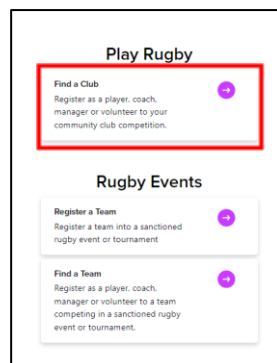 Play Rugby
Find a Club
Register as a player, coach,
manager or volunteer to your
community club competition.
Rugby Events
Register a Team
Register a team into a sanctioned
rugby event or tournament
Find a Team
Register as a player, coach,
manager or volunteer to a team
competing in a sanctioned rugby
event or tournament.